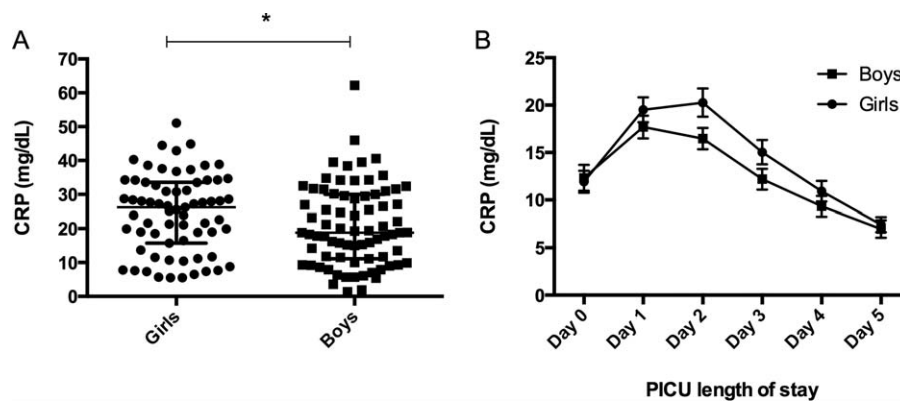 A
*
CRP (mg/dL)
70
60
50
40
30
20
10
0
Girls
Boys
B
CRP (mg/dL)
25
20
15
10
5
0
Boys
Girls
Day 0
Day 1
Day 2
Day 3
Day 4
Day 5
PICU length of stay